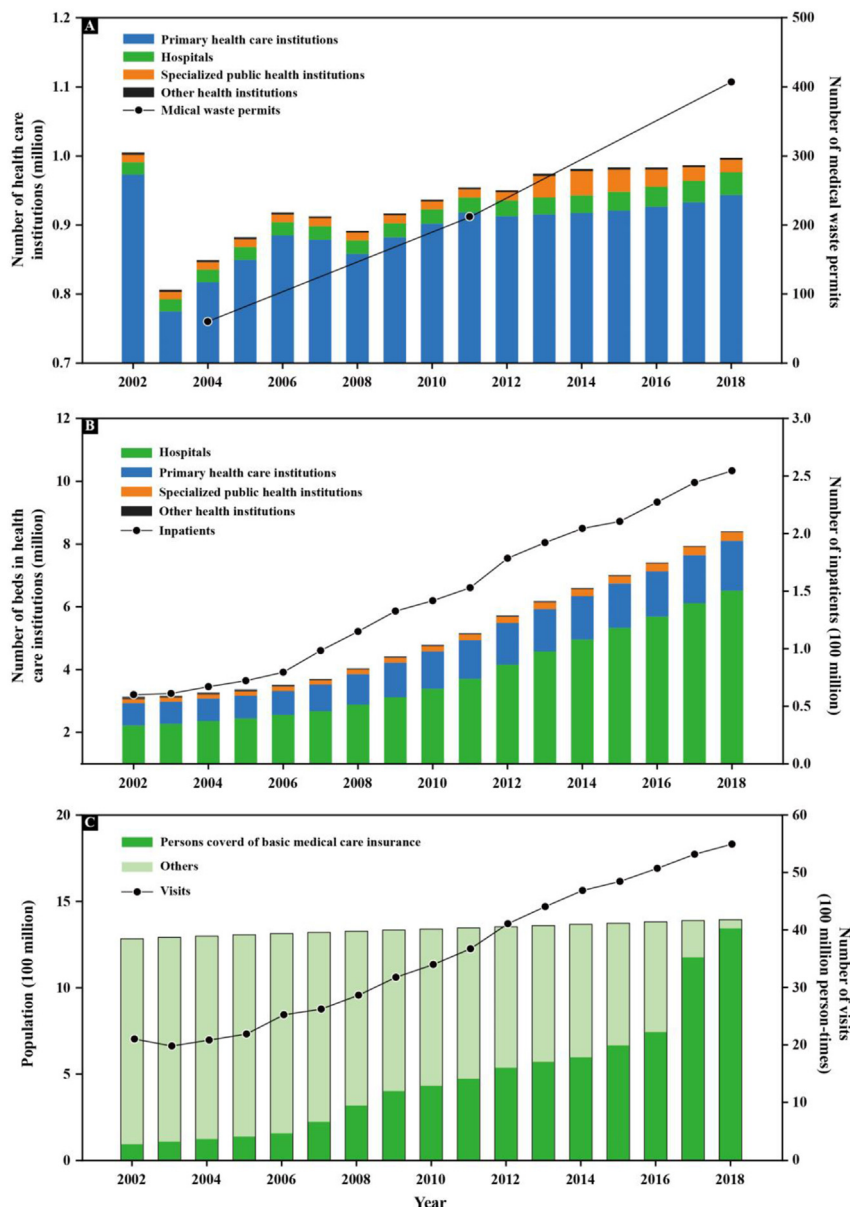 A
Primary health care institutions
Hospitals
Specialized public health institutions
Other health institutions
Mdical waste permits
Number of health care
institutions (million)
1.2
1.1
1.0
0.9
0.8
0.7
500
400
300
200
100
0
Number of medical waste permits
2002 2004 2006 2008 2010 2012 2014 2016 2018
B
Hospitals
Primary health care institutions
Specialized public health institutions
Other health institutions
Inpatients
Number of beds in health
care institutions (million)
12
10
8
6
4
2
3.0
2.5
2.0
1.5
1.0
0.5
0.0
Number of inpatients (100 million)
2002 2004 2006 2008 2010 2012 2014 2016 2018
C
Persons coverd of basic medical care insurance
Others
Visits
Population (100 million)
20
15
10
5
0
60
50
40
30
20
10
0
Number of visits
(100 million person-times)
2002 2004 2006 2008 2010 2012 2014 2016 2018
Year